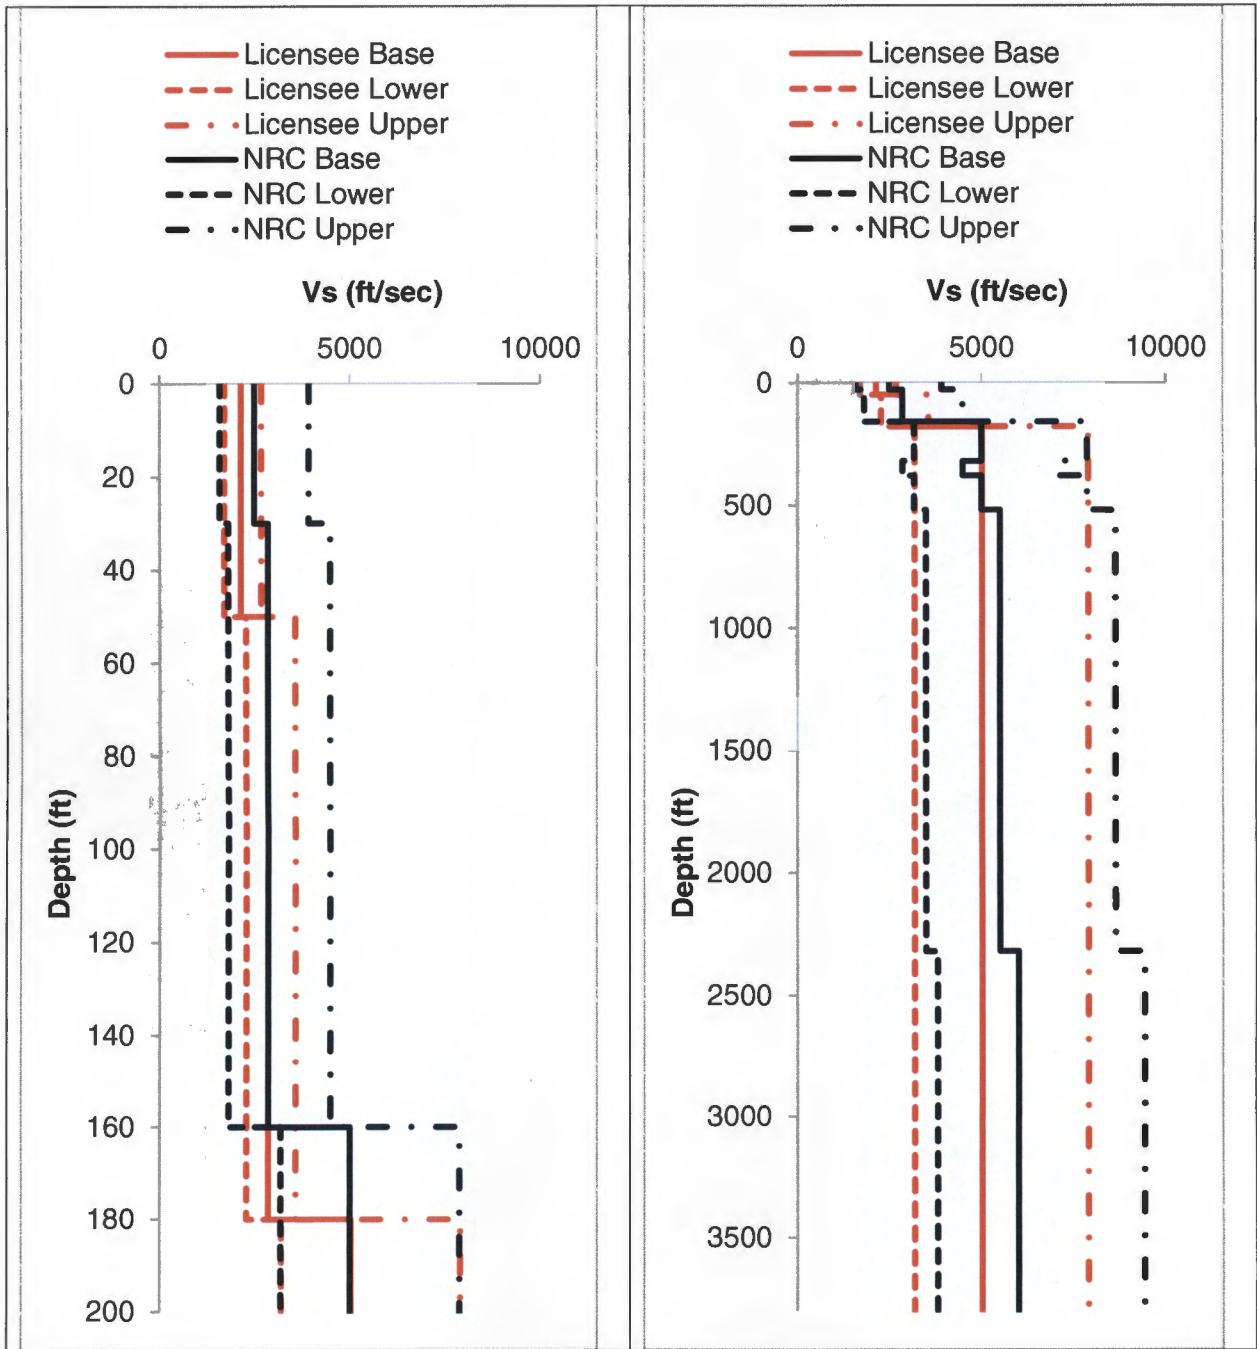 Licensee Base
Licensee Lower
Licensee Upper
NRC Base
NRC Lower
NRC Upper
Vs (ft/sec)
0 5000 10000
0
20
40
60
80
100
120
140
160
180
200
Depth (ft)
Licensee Base
Licensee Lower
Licensee Upper
NRC Base
NRC Lower
NRC Upper
Vs (ft/sec)
0 5000 10000
0
500
1000
1500
2000
2500
3000
3500
Depth (ft)